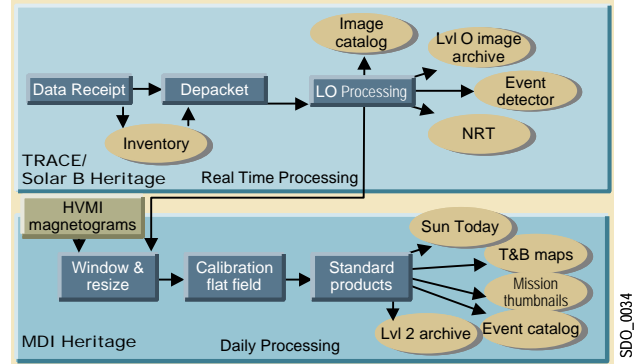 Image
catalog
Lvl O image
archive
Data Receipt
Depacket
LO Processing
Event
detector
Inventory
NRT
TRACE/
Solar B Heritage
Real Time Processing
HVMI
magnetograms
Sun Today
Window &
resize
Calibration
flat field
Standard
products
T&B maps
Mission
thumbnails
Lvl 2 archive
Event catalog
MDI Heritage
Daily Processing
SDO_0034